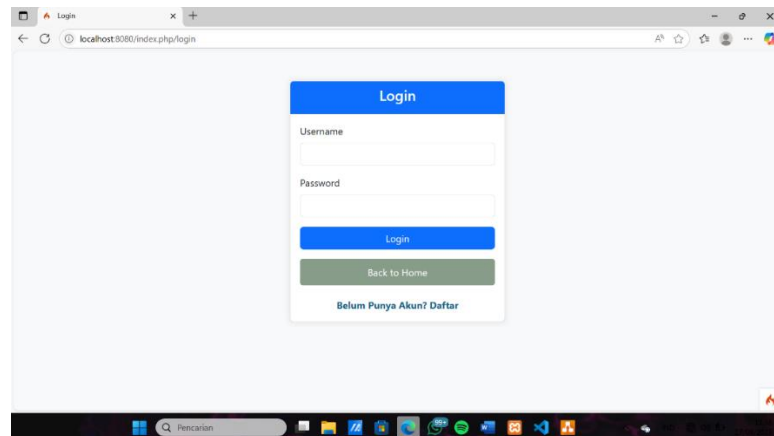 Login
localhost:8080/index.php/login
Login
Username
Password
Login
Back to Home
Belum Punya Akun? Daftar
Pencarian